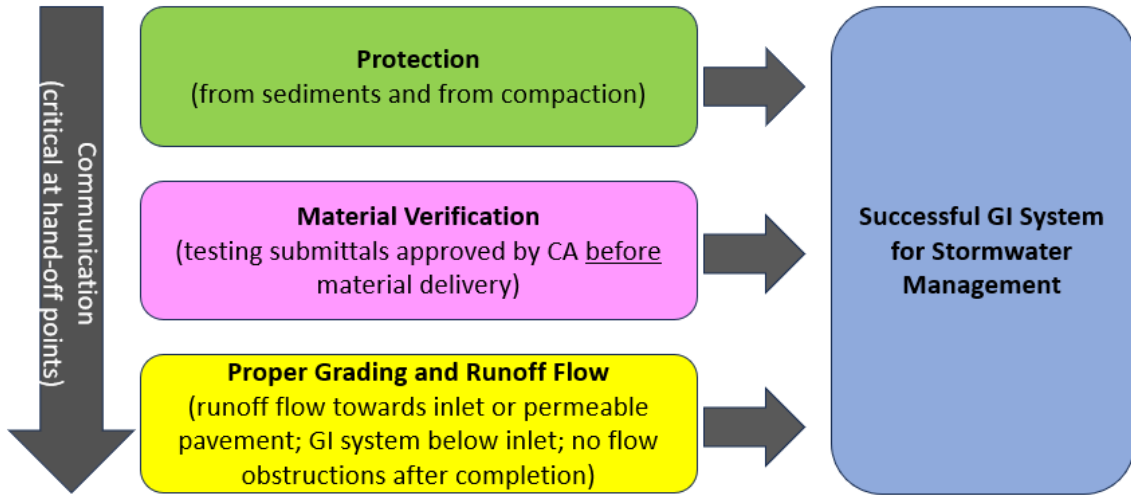 Communication
(critical at hand-off points)
Protection
(from sediments and from compaction)
Material Verification
(testing submittals approved by CA before
material delivery)
Proper Grading and Runoff Flow
(runoff flow towards inlet or permeable
pavement; GI system below inlet; no flow
obstructions after completion)
Successful GI System
for Stormwater
Management